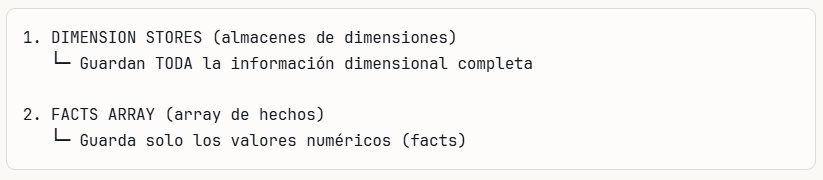 1. DIMENSION STORES (almacenes de dimensiones)
└─ Guardan TODA la información dimensional completa
2. FACTS ARRAY (array de hechos)
└─ Guarda solo los valores numéricos (facts)